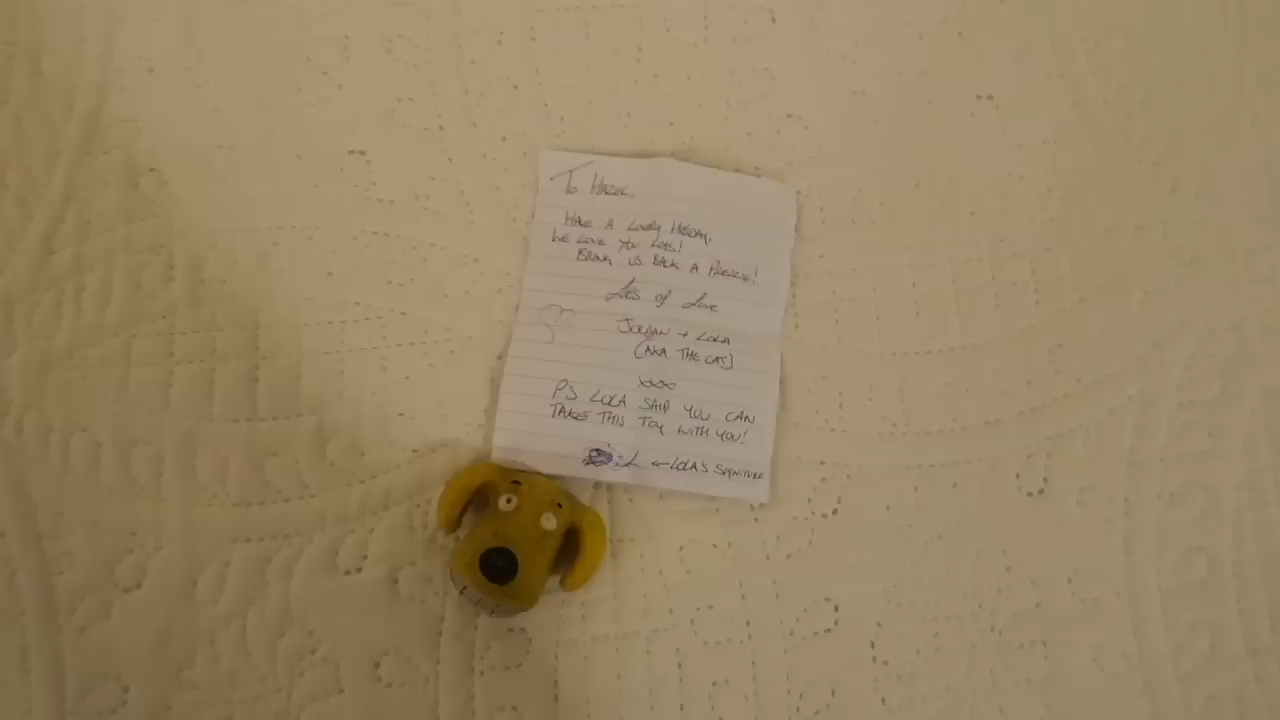 To Hazel,
HAVE A LOVELY HOLIDAY,
WE LOVE YOU LOTS!
BRING US BACK A PRESENT!
Lots of Love
JORDAN + LOLA
(AKA THE CAT)
xxx
PS LOLA SAID YOU CAN
TAKE THIS TOY WITH YOU!
←LOLA'S SIGNITURE